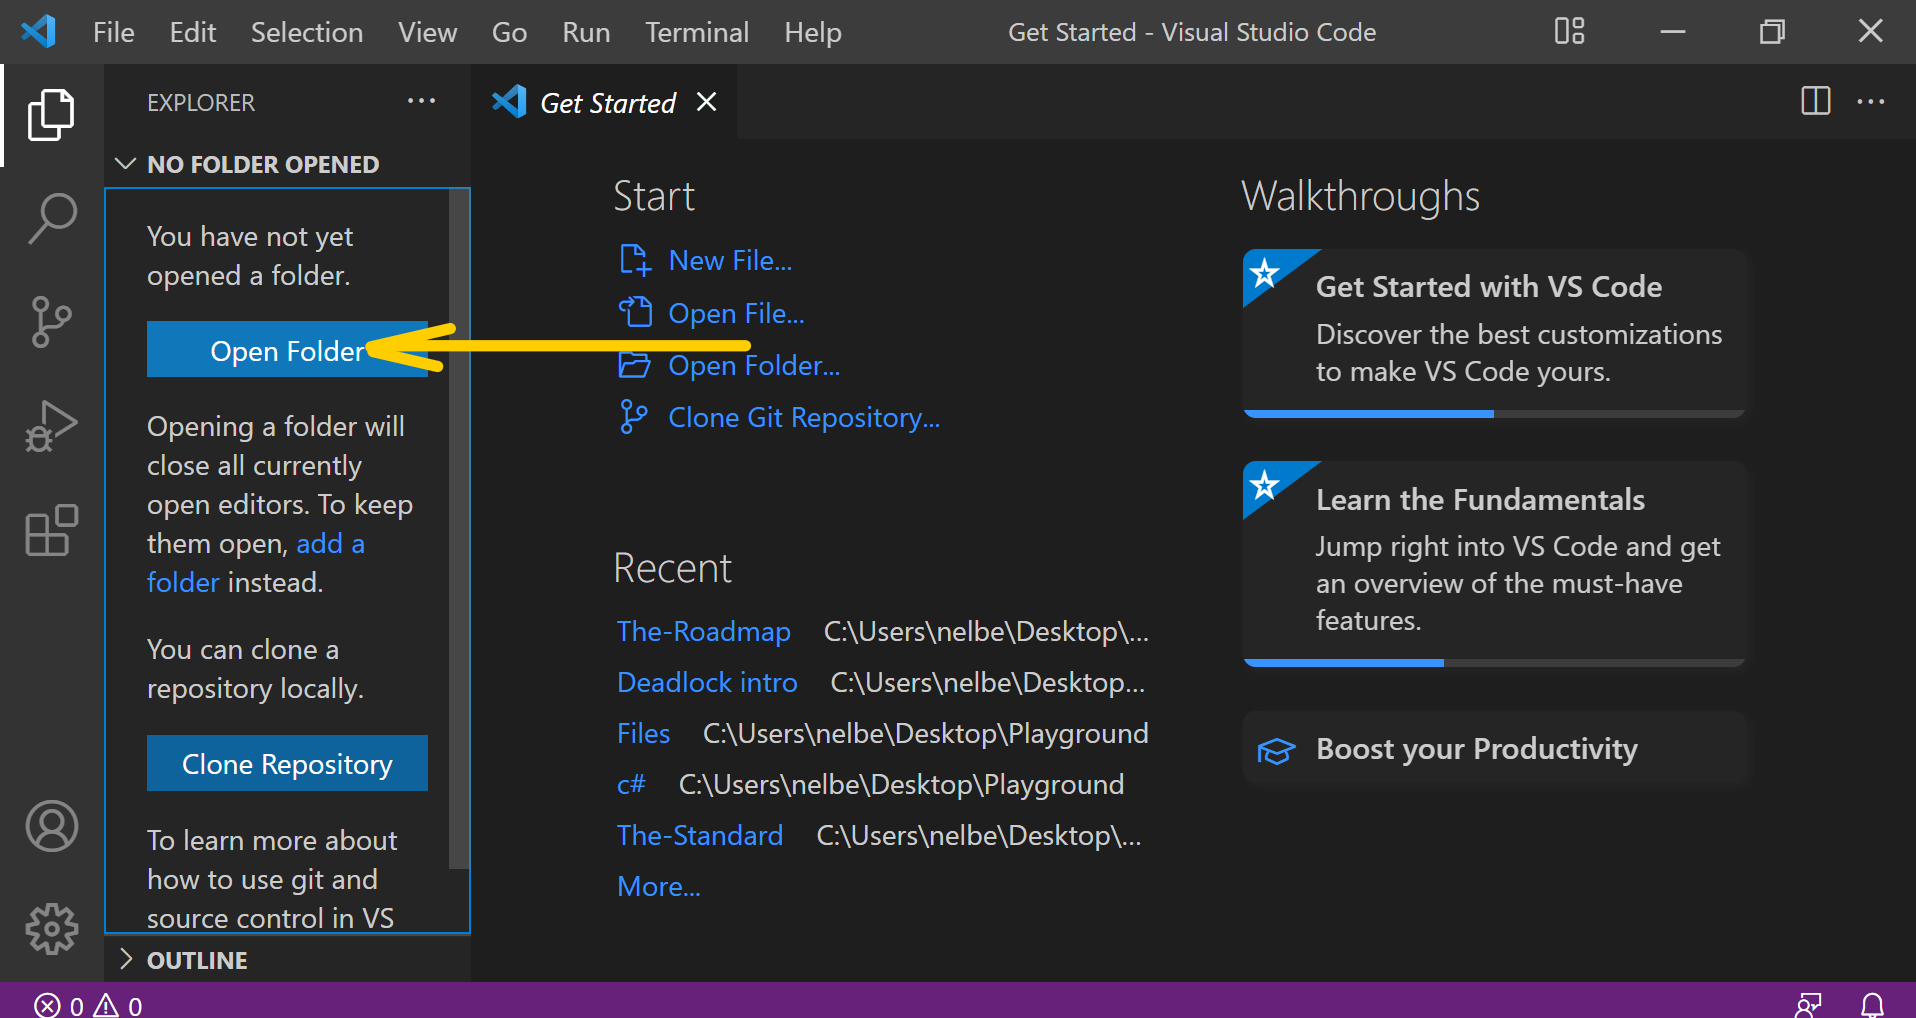 File Edit Selection View Go Run Terminal Help Get Started - Visual Studio Code
EXPLORER
Get Started
NO FOLDER OPENED
You have not yet
opened a folder.
Open Folder
Opening a folder will
close all currently
open editors. To keep
them open, add a
folder instead.
You can clone a
repository locally.
Clone Repository
To learn more about
how to use git and
source control in VS
OUTLINE
Start
New File...
Open File...
Open Folder...
Clone Git Repository...
Recent
The-Roadmap C:\Users\nelbe\Desktop\...
Deadlock intro C:\Users\nelbe\Desktop...
Files C:\Users\nelbe\Desktop\Playground
c# C:\Users\nelbe\Desktop\Playground
The-Standard C:\Users\nelbe\Desktop\...
More...
Walkthroughs
Get Started with VS Code
Discover the best customizations
to make VS Code yours.
Learn the Fundamentals
Jump right into VS Code and get
an overview of the must-have
features.
Boost your Productivity
0 0